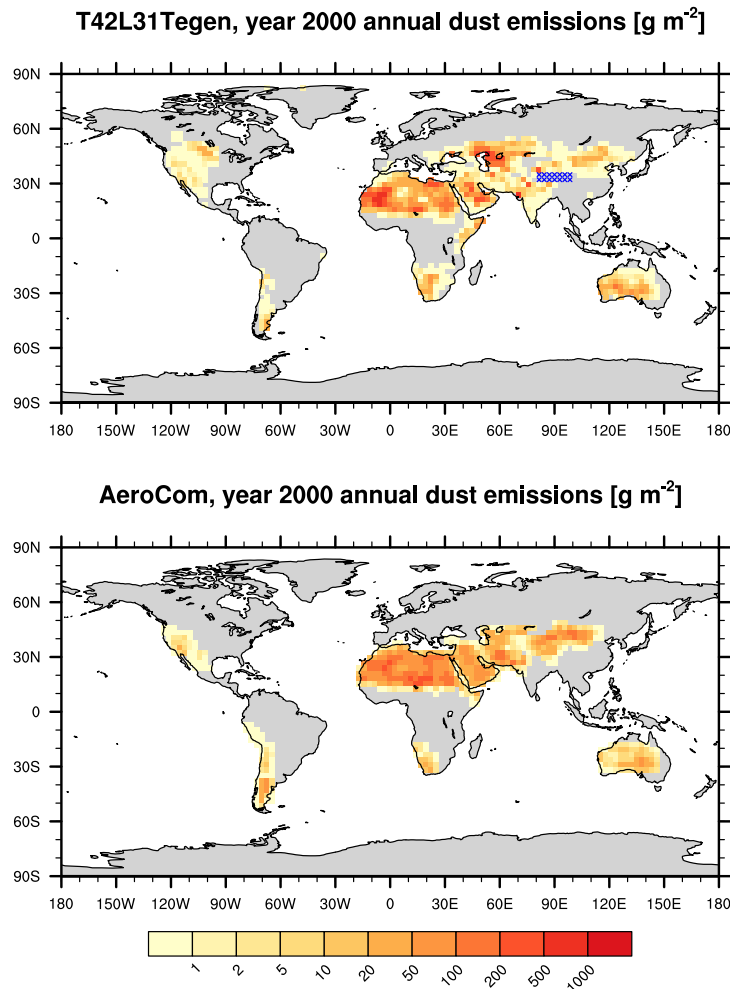 T42L31Tegen, year 2000 annual dust emissions [g m⁻²]
90N
60N
30N
0
30S
60S
90S
180 150W 120W 90W 60W 30W 0 30E 60E 90E 120E 150E 180
AeroCom, year 2000 annual dust emissions [g m⁻²]
90N
60N
30N
0
30S
60S
90S
180 150W 120W 90W 60W 30W 0 30E 60E 90E 120E 150E 180
1 2 5 10 20 50 100 200 500 1000